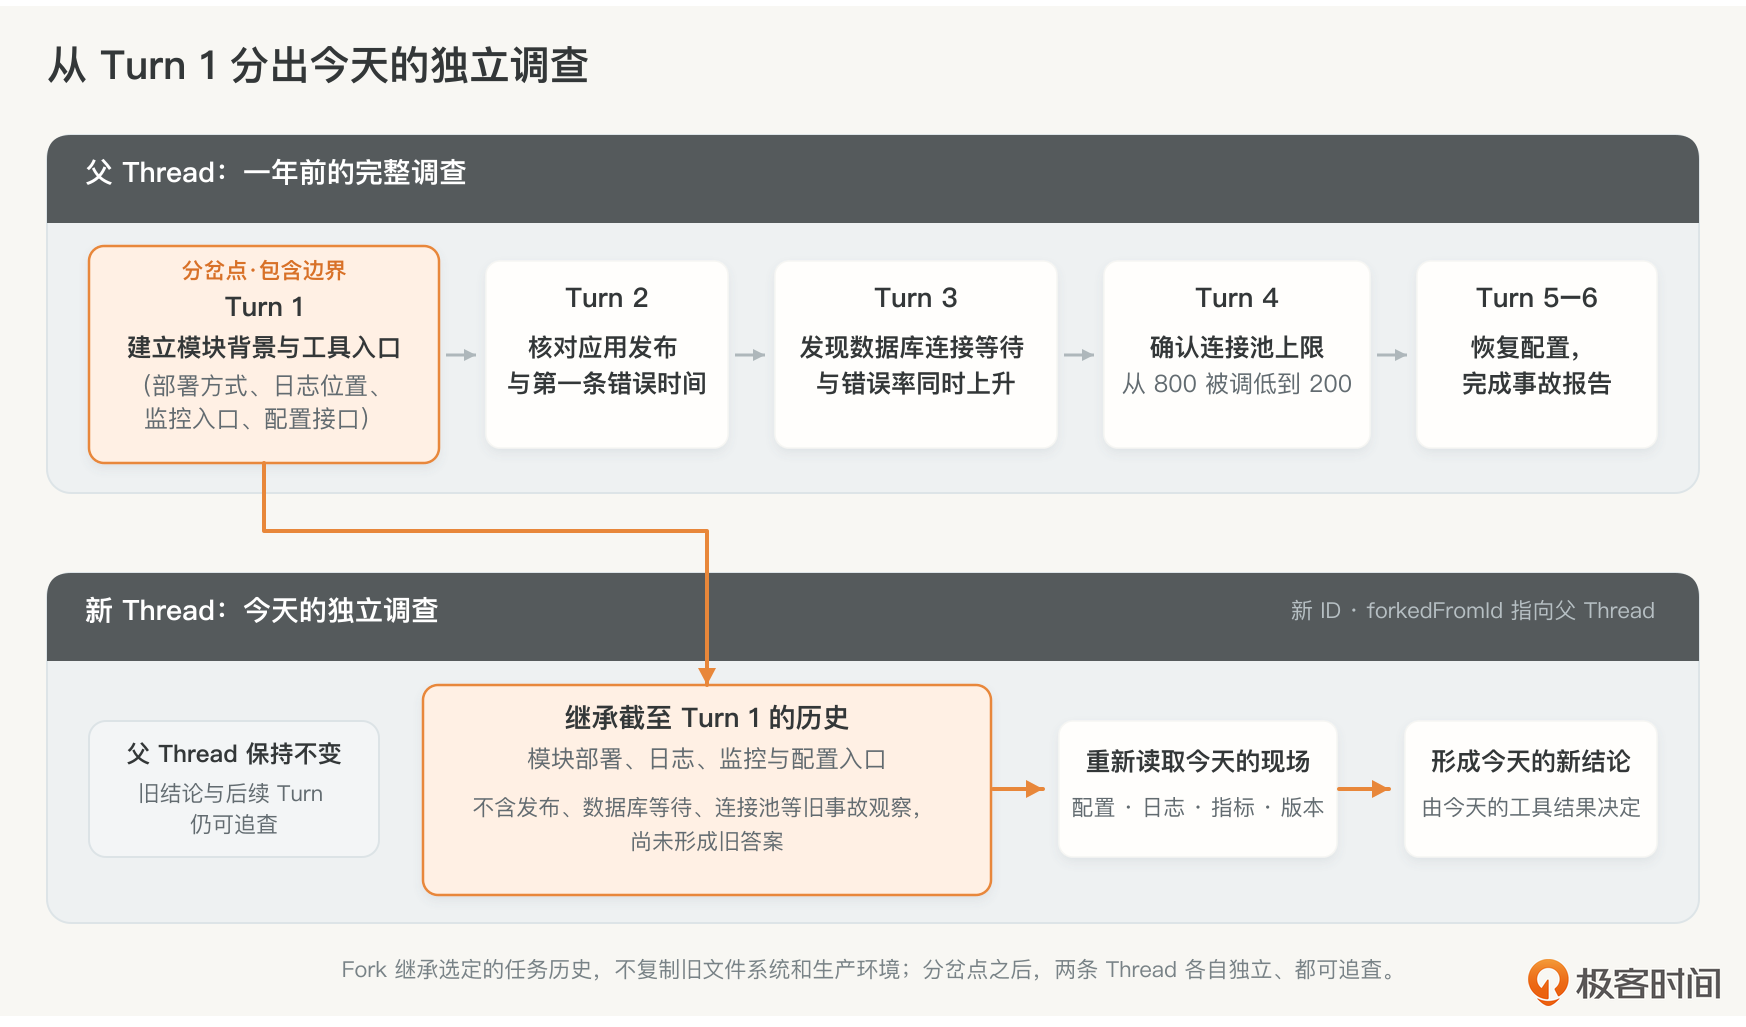 从 Turn 1 分出今天的独立调查
父 Thread：一年前的完整调查
分岔点·包含边界
Turn 1
建立模块背景与工具入口
（部署方式、日志位置、
监控入口、配置接口）
Turn 2
核对应用发布
与第一条错误时间
Turn 3
发现数据库连接等待
与错误率同时上升
Turn 4
确认连接池上限
从 800 被调低到 200
Turn 5–6
恢复配置，
完成事故报告
新 Thread：今天的独立调查
新 ID · forkedFromId 指向父 Thread
父 Thread 保持不变
旧结论与后续 Turn
仍可追查
继承截至 Turn 1 的历史
模块部署、日志、监控与配置入口
不含发布、数据库等待、连接池等旧事故观察，
尚未形成旧答案
重新读取今天的现场
配置 · 日志 · 指标 · 版本
形成今天的新结论
由今天的工具结果决定
Fork 继承选定的任务历史，不复制旧文件系统和生产环境；分岔点之后，两条 Thread 各自独立、都可追查。
极客时间